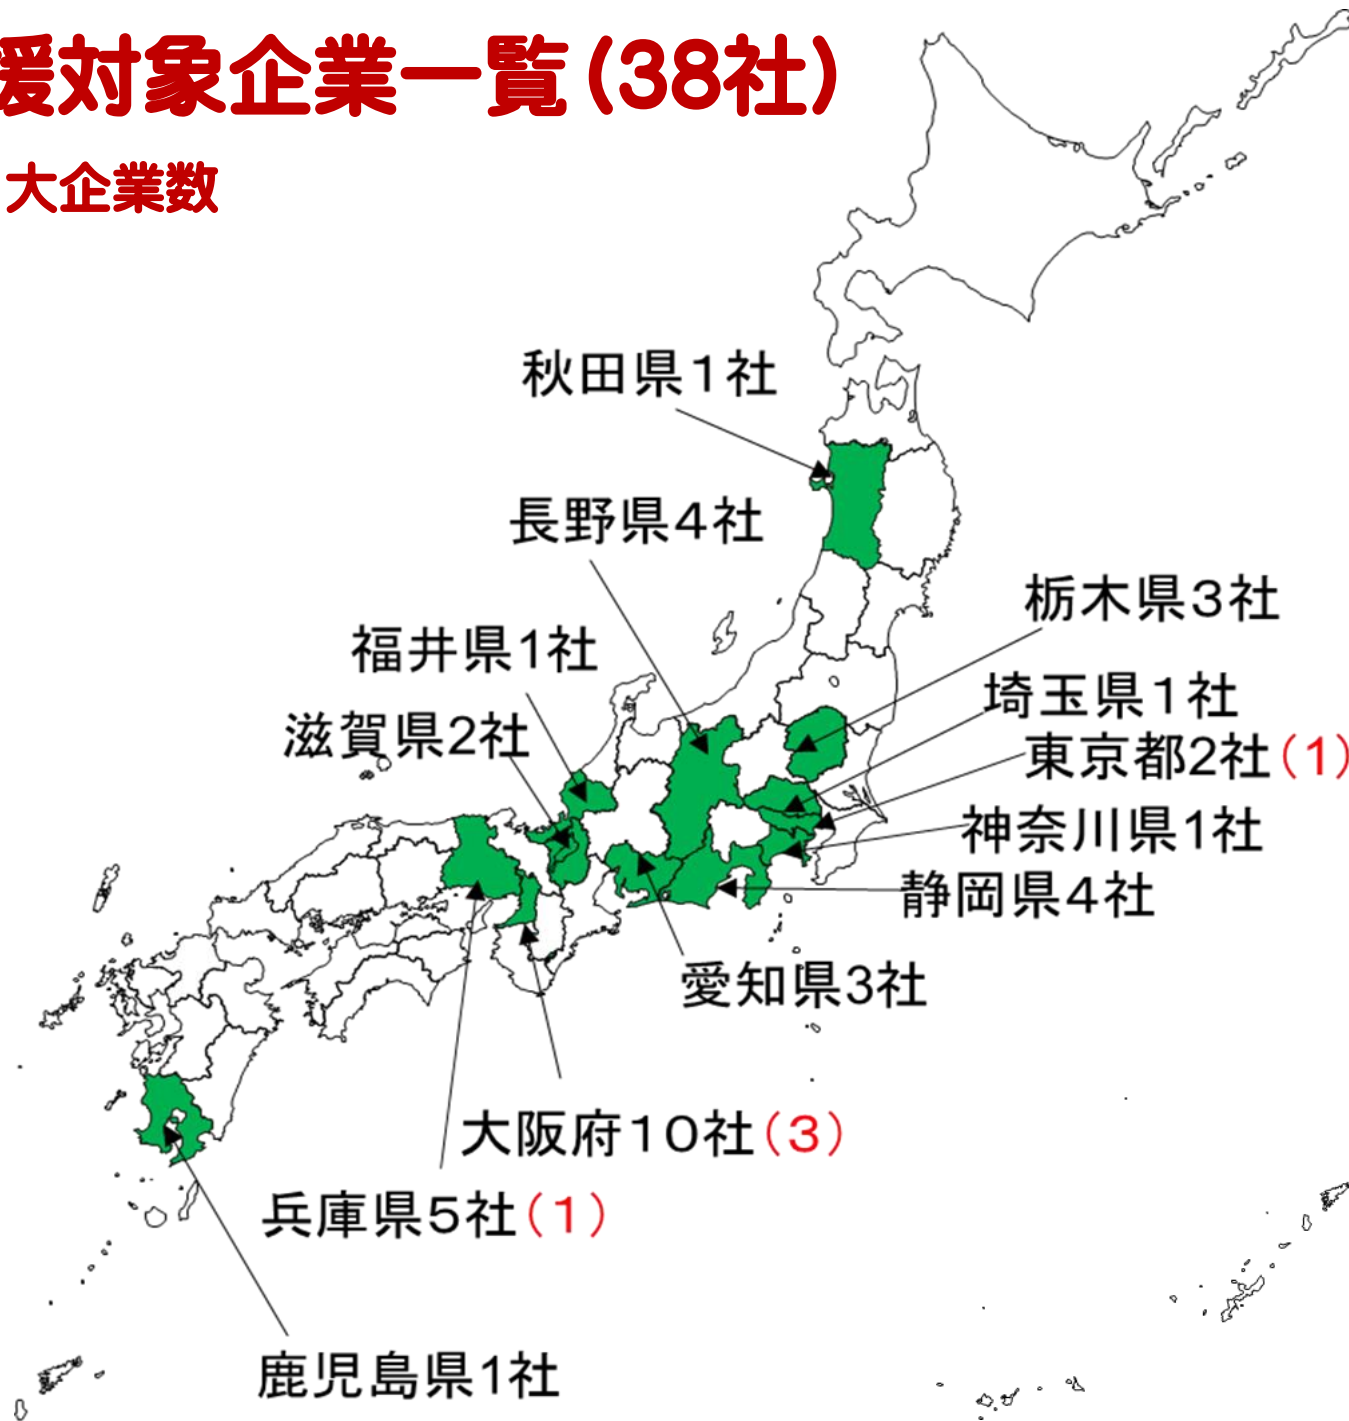 援対象企業一覧（38社）
大企業数
秋田県１社
長野県４社
栃木県３社
福井県1社
埼玉県１社
滋賀県2社
東京都2社（１）
神奈川県1社
静岡県４社
愛知県3社
大阪府１０社（３）
兵庫県５社（１）
鹿児島県1社